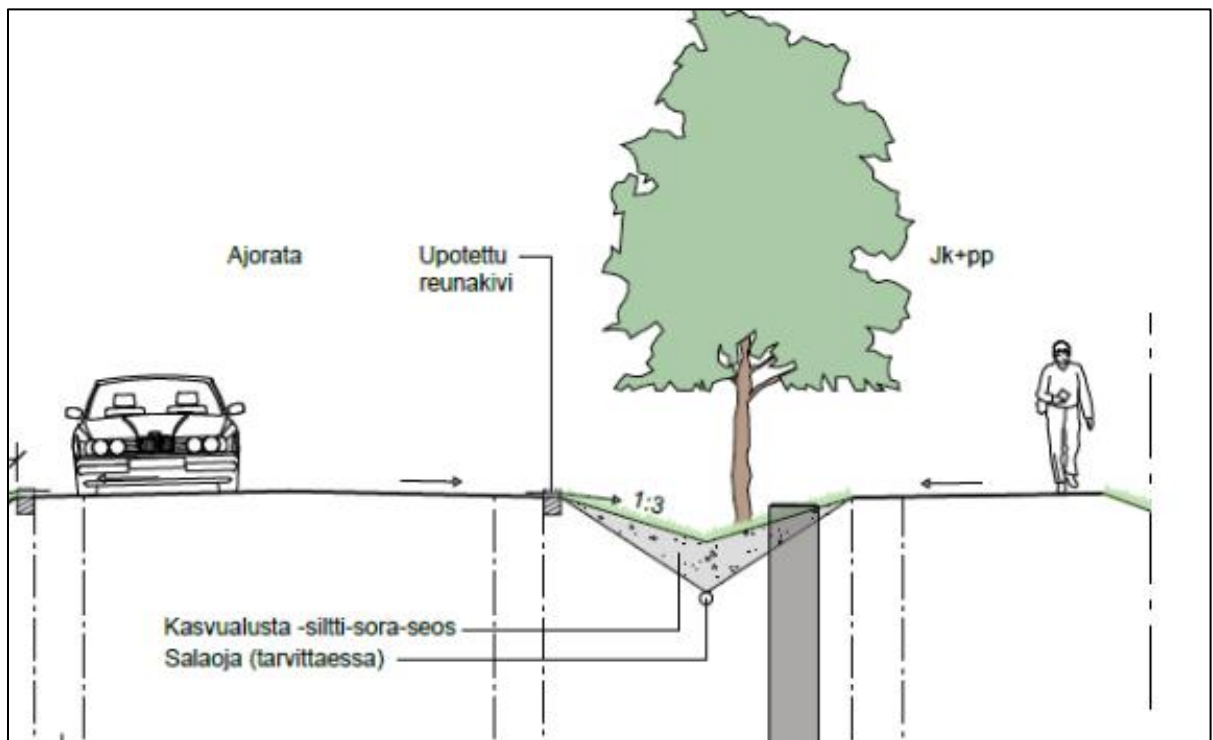 Ajorata
Upotettu
reunakivi
Jk+pp
1:3
Kasvualusta -siltti-sora-seos
Salaoja (tarvittaessa)